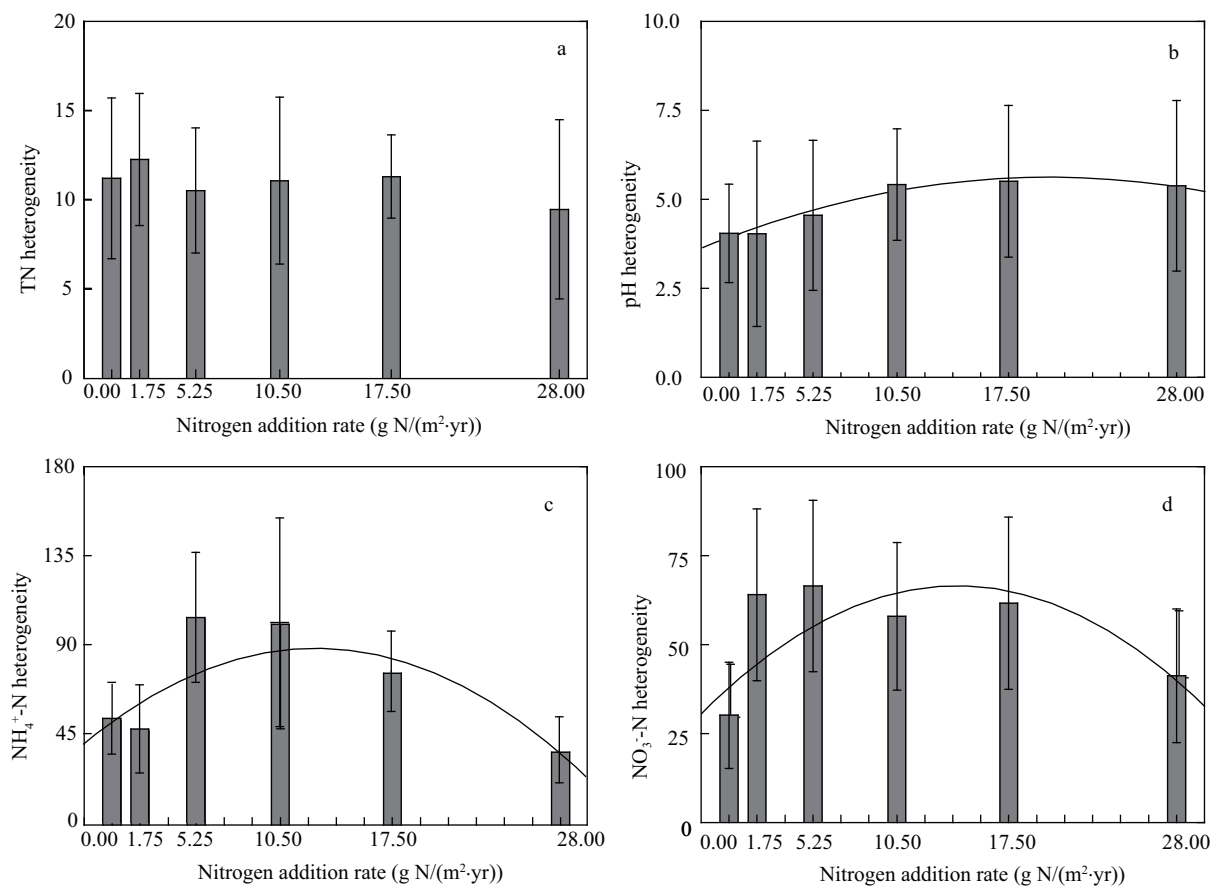 20
15
10
5
0
TN heterogeneity
a
0.00 1.75 5.25 10.50 17.50 28.00
Nitrogen addition rate (g N/(m²·yr))
10.0
7.5
5.0
2.5
0
pH heterogeneity
b
0.00 1.75 5.25 10.50 17.50 28.00
Nitrogen addition rate (g N/(m²·yr))
180
135
90
45
0
NH₄⁺-N heterogeneity
c
0.00 1.75 5.25 10.50 17.50 28.00
Nitrogen addition rate (g N/(m²·yr))
100
75
50
25
0
NO₃⁻-N heterogeneity
d
0.00 1.75 5.25 10.50 17.50 28.00
Nitrogen addition rate (g N/(m²·yr))